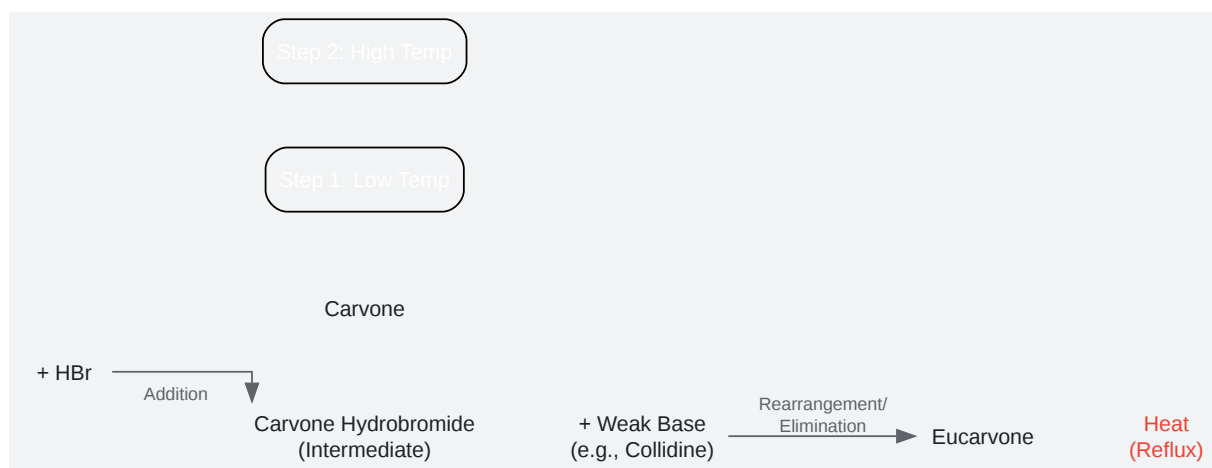 Step 2: High Temp
Step 1: Low Temp
Carvone
+ HBr
Addition
Carvone Hydrobromide
(Intermediate)
+ Weak Base
(e.g., Collidine)
Rearrangement/
Elimination
Eucarvone
Heat
(Reflux)